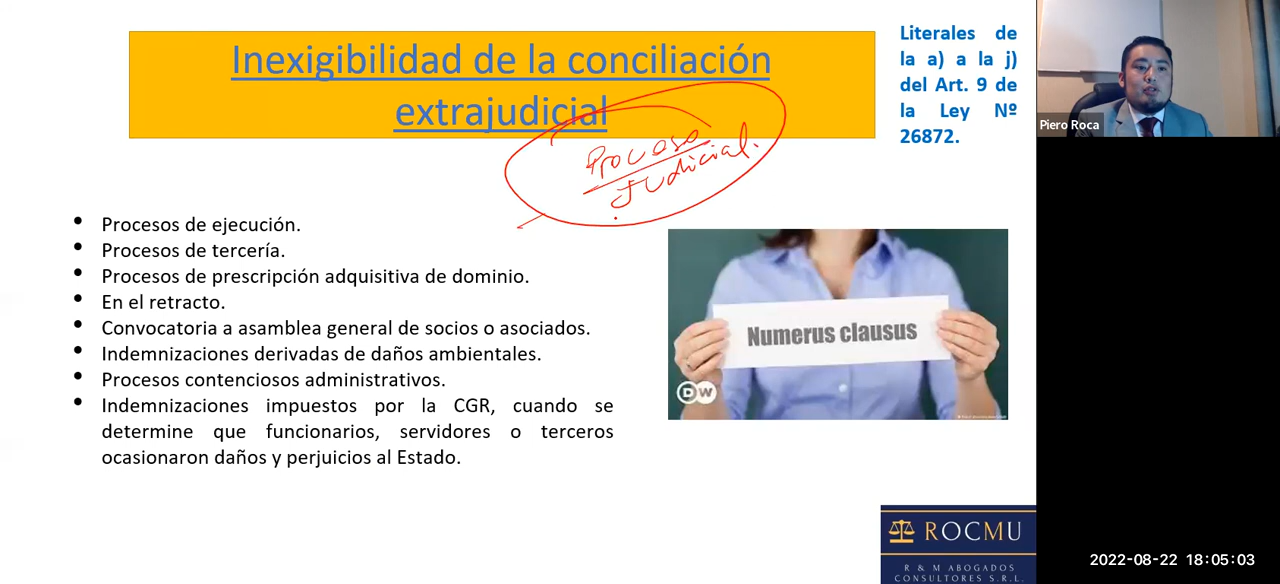 Inexigibilidad de la conciliación
extrajudicial
Literales de
la a) a la j)
del Art. 9 de
la Ley Nº
26872.
Piero Roca
Proceso
Judicial.
• Procesos de ejecución.
• Procesos de tercería.
• Procesos de prescripción adquisitiva de dominio.
• En el retracto.
• Convocatoria a asamblea general de socios o asociados.
• Indemnizaciones derivadas de daños ambientales.
• Procesos contenciosos administrativos.
• Indemnizaciones impuestos por la CGR, cuando se
determine que funcionarios, servidores o terceros
ocasionaron daños y perjuicios al Estado.
Numerus clausus
DW
ROCMU
R & M ABOGADOS
CONSULTORES S.R.L.
2022-08-22 18:05:03